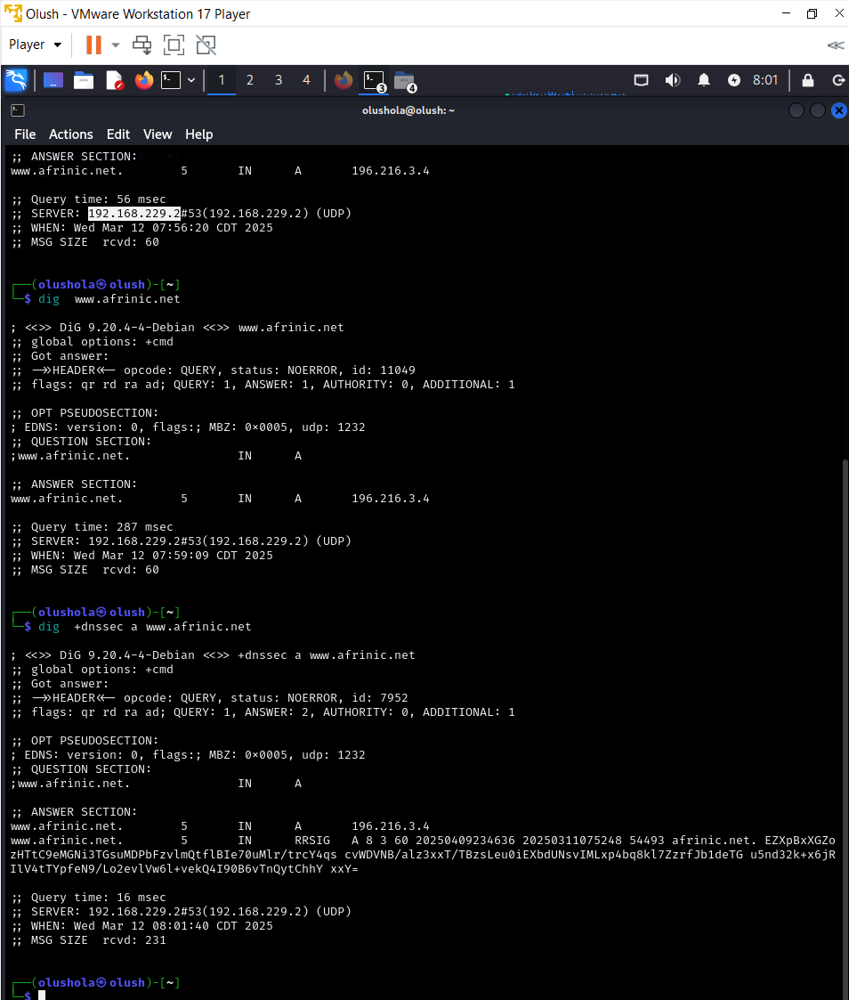 Olush - VMware Workstation 17 Player
Player
1 2 3 4 3 4 8:01
olushola@olush: ~
File Actions Edit View Help
;; ANSWER SECTION:
www.afrinic.net. 5 IN A 196.216.3.4
;; Query time: 56 msec
;; SERVER: 192.168.229.2#53(192.168.229.2) (UDP)
;; WHEN: Wed Mar 12 07:56:20 CDT 2025
;; MSG SIZE rcvd: 60
┌──(olushola㉿olush)-[~]
└─$ dig www.afrinic.net
; <<>> DiG 9.20.4-4-Debian <<>> www.afrinic.net
;; global options: +cmd
;; Got answer:
;; ->>HEADER<<- opcode: QUERY, status: NOERROR, id: 11049
;; flags: qr rd ra ad; QUERY: 1, ANSWER: 1, AUTHORITY: 0, ADDITIONAL: 1
;; OPT PSEUDOSECTION:
; EDNS: version: 0, flags:; MBZ: 0x0005, udp: 1232
;; QUESTION SECTION:
;www.afrinic.net. IN A
;; ANSWER SECTION:
www.afrinic.net. 5 IN A 196.216.3.4
;; Query time: 287 msec
;; SERVER: 192.168.229.2#53(192.168.229.2) (UDP)
;; WHEN: Wed Mar 12 07:59:09 CDT 2025
;; MSG SIZE rcvd: 60
┌──(olushola㉿olush)-[~]
└─$ dig +dnssec a www.afrinic.net
; <<>> DiG 9.20.4-4-Debian <<>> +dnssec a www.afrinic.net
;; global options: +cmd
;; Got answer:
;; ->>HEADER<<- opcode: QUERY, status: NOERROR, id: 7952
;; flags: qr rd ra ad; QUERY: 1, ANSWER: 2, AUTHORITY: 0, ADDITIONAL: 1
;; OPT PSEUDOSECTION:
; EDNS: version: 0, flags:; MBZ: 0x0005, udp: 1232
;; QUESTION SECTION:
;www.afrinic.net. IN A
;; ANSWER SECTION:
www.afrinic.net. 5 IN A 196.216.3.4
www.afrinic.net. 5 IN RRSIG A 8 3 60 20250409234636 20250311075248 54493 afrinic.net. EZXpBxXGZo
zHTtC9eMGNi3TGsuMDPbFzvlmQtflBIe70uMlr/trcY4qs cvWDVNB/alz3xxT/TBzsLeu0iEXbdUNsvIMLxp4bq8kl7ZzrfJb1deTG u5nd32k+x6jR
IlV4tTYpfeN9/Lo2evlVw6l+vekQ4I90B6vTnQytChhY xxY=
;; Query time: 16 msec
;; SERVER: 192.168.229.2#53(192.168.229.2) (UDP)
;; WHEN: Wed Mar 12 08:01:40 CDT 2025
;; MSG SIZE rcvd: 231
┌──(olushola㉿olush)-[~]
└─$